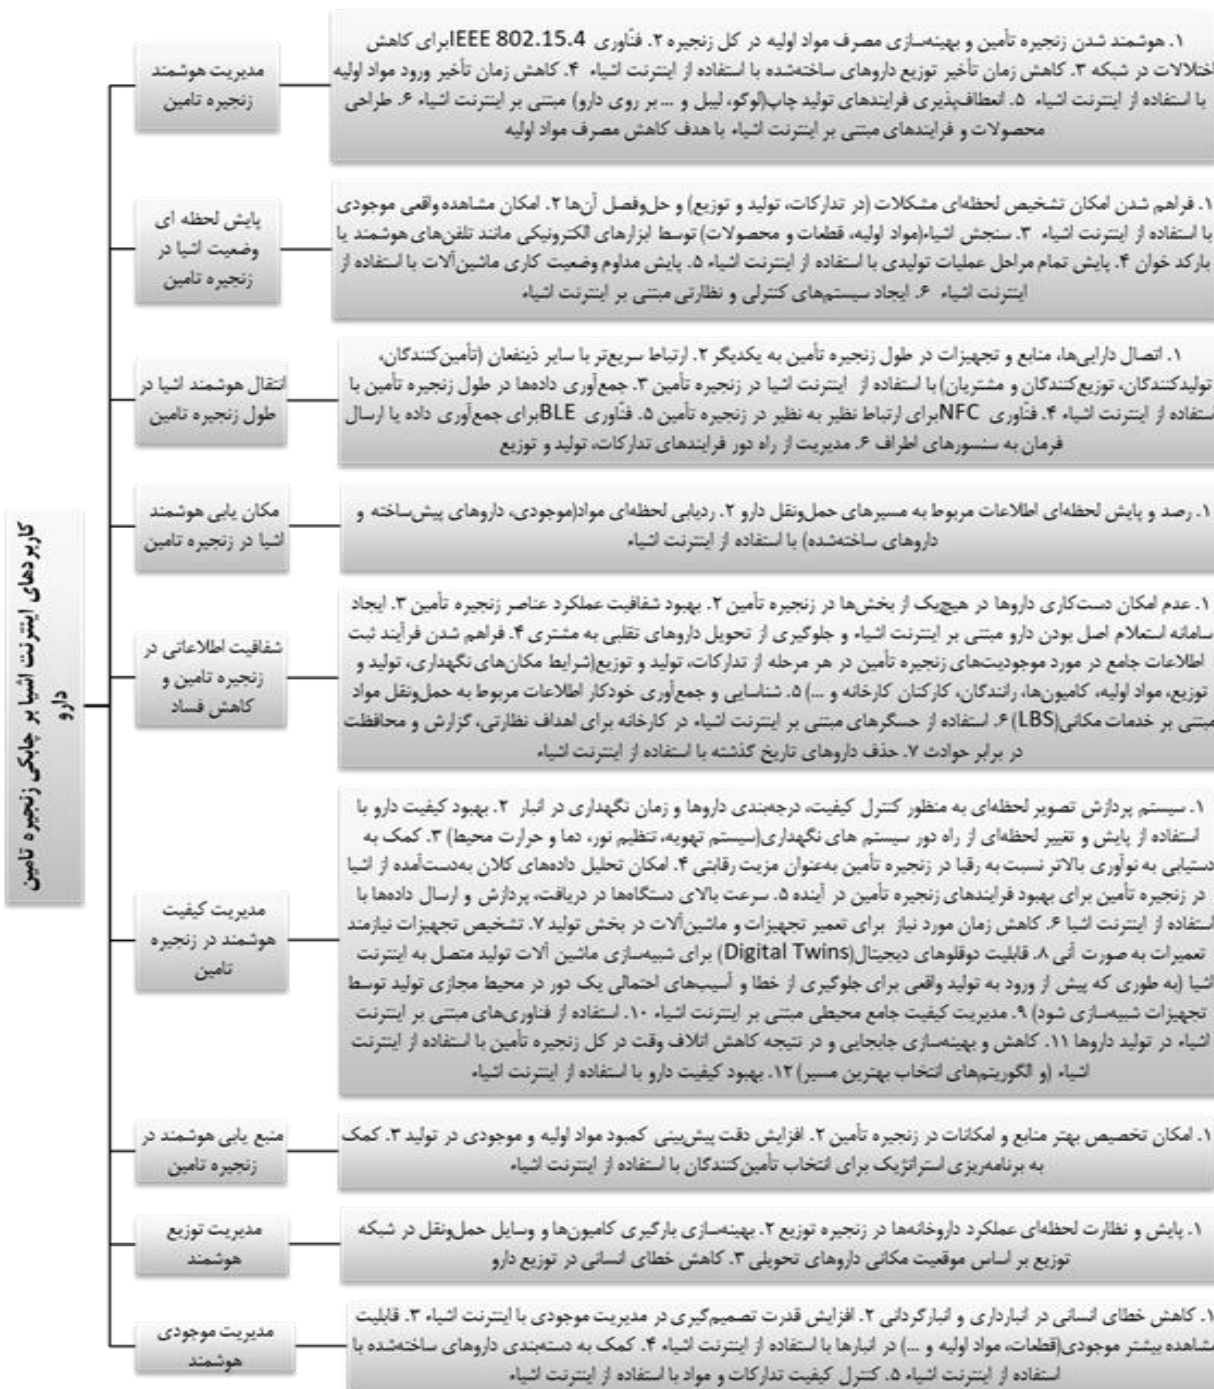 کاربردهای اینترنت اشیا بر چابکی زنجیره تامین
دارو
مدیریت هوشمند
زنجیره تامین
۱. هوشمند شدن زنجیره تأمین و بهینه‌سازی مصرف مواد اولیه در کل زنجیره ۲. فنّاوری IEEE 802.15.4برای کاهش
اختلالات در شبکه ۳. کاهش زمان تأخیر توزیع داروهای ساخته‌شده با استفاده از اینترنت اشیاء ۴. کاهش زمان تأخیر ورود مواد اولیه
با استفاده از اینترنت اشیاء ۵. انعطاف‌پذیری فرایندهای تولید چاپ(لوگو، لیبل و ... بر روی دارو) مبتنی بر اینترنت اشیاء ۶. طراحی
محصولات و فرایندهای مبتنی بر اینترنت اشیاء با هدف کاهش مصرف مواد اولیه
پایش لحظه ای
وضعیت اشیا در
زنجیره تامین
۱. فراهم شدن امکان تشخیص لحظه‌ای مشکلات (در تدارکات، تولید و توزیع) و حل‌وفصل آن‌ها ۲. امکان مشاهده واقعی موجودی
با استفاده از اینترنت اشیاء ۳. سنجش اشیاء(مواد اولیه، قطعات و محصولات) توسط ابزارهای الکترونیکی مانند تلفن‌های هوشمند یا
بارکد خوان ۴. پایش تمام مراحل عملیات تولیدی با استفاده از اینترنت اشیاء ۵. پایش مداوم وضعیت کاری ماشین‌آلات با استفاده از
اینترنت اشیاء ۶. ایجاد سیستم‌های کنترلی و نظارتی مبتنی بر اینترنت اشیاء
انتقال هوشمند اشیا در
طول زنجیره تامین
۱. اتصال دارایی‌ها، منابع و تجهیزات در طول زنجیره تأمین به یکدیگر ۲. ارتباط سریع‌تر با سایر ذینفعان (تأمین‌کنندگان،
تولیدکنندگان، توزیع‌کنندگان و مشتریان) با استفاده از اینترنت اشیا در زنجیره تأمین ۳. جمع‌آوری داده‌ها در طول زنجیره تأمین با
استفاده از اینترنت اشیاء ۴. فنّاوری NFCبرای ارتباط نظیر به نظیر در زنجیره تأمین ۵. فنّاوری BLEبرای جمع‌آوری داده یا ارسال
فرمان به سنسورهای اطراف ۶. مدیریت از راه دور فرایندهای تدارکات، تولید و توزیع
مکان یابی هوشمند
اشیا در زنجیره تامین
۱. رصد و پایش لحظه‌ای اطلاعات مربوط به مسیرهای حمل‌ونقل دارو ۲. ردیابی لحظه‌ای مواد(موجودی، داروهای پیش‌ساخته و
داروهای ساخته‌شده) با استفاده از اینترنت اشیاء
شفافیت اطلاعاتی در
زنجیره تامین و
کاهش فساد
۱. عدم امکان دست‌کاری داروها در هیچ‌یک از بخش‌ها در زنجیره تأمین ۲. بهبود شفافیت عملکرد عناصر زنجیره تأمین ۳. ایجاد
سامانه استعلام اصل بودن دارو مبتنی بر اینترنت اشیاء و جلوگیری از تحویل داروهای تقلبی به مشتری ۴. فراهم شدن فرآیند ثبت
اطلاعات جامع در مورد موجودیت‌های زنجیره تأمین در هر مرحله از تدارکات، تولید و توزیع(شرایط مکان‌های نگهداری، تولید و
توزیع، مواد اولیه، کامیون‌ها، رانندگان، کارکنان کارخانه و ...) ۵. شناسایی و جمع‌آوری خودکار اطلاعات مربوط به حمل‌ونقل مواد
مبتنی بر خدمات مکانی(LBS) ۶. استفاده از حسگرهای مبتنی بر اینترنت اشیاء در کارخانه برای اهداف نظارتی، گزارش و محافظت
در برابر حوادث ۷. حذف داروهای تاریخ گذشته با استفاده از اینترنت اشیاء
مدیریت کیفیت
هوشمند در زنجیره
تامین
۱. سیستم پردازش تصویر لحظه‌ای به منظور کنترل کیفیت، درجه‌بندی داروها و زمان نگهداری در انبار ۲. بهبود کیفیت دارو با
استفاده از پایش و تغییر لحظه‌ای از راه دور سیستم های نگهداری(سیستم تهویه، تنظیم نور، دما و حرارت محیط) ۳. کمک به
دستیابی به نوآوری بالاتر نسبت به رقبا در زنجیره تأمین به‌عنوان مزیت رقابتی ۴. امکان تحلیل داده‌های کلان به‌دست‌آمده از اشیا
در زنجیره تأمین برای بهبود فرایندهای زنجیره تأمین در آینده ۵. سرعت بالای دستگاه‌ها در دریافت، پردازش و ارسال داده‌ها با
استفاده از اینترنت اشیا ۶. کاهش زمان مورد نیاز برای تعمیر تجهیزات و ماشین‌آلات در بخش تولید ۷. تشخیص تجهیزات نیازمند
تعمیرات به صورت آنی ۸. قابلیت دوقلوهای دیجیتال(Digital Twins) برای شبیه‌سازی ماشین آلات تولید متصل به اینترنت
اشیا (به طوری که پیش از ورود به تولید واقعی برای جلوگیری از خطا و آسیب‌های احتمالی یک دور در محیط مجازی تولید توسط
تجهیزات شبیه‌سازی شود) ۹. مدیریت کیفیت جامع محیطی مبتنی بر اینترنت اشیاء ۱۰. استفاده از فناوری‌های مبتنی بر اینترنت
اشیاء در تولید داروها ۱۱. کاهش و بهینه‌سازی جابجایی و در نتیجه کاهش اتلاف وقت در کل زنجیره تأمین با استفاده از اینترنت
اشیاء (و الگوریتم‌های انتخاب بهترین مسیر) ۱۲. بهبود کیفیت دارو با استفاده از اینترنت اشیاء
منبع یابی هوشمند در
زنجیره تامین
۱. امکان تخصیص بهتر منابع و امکانات در زنجیره تأمین ۲. افزایش دقت پیش‌بینی کمبود مواد اولیه و موجودی در تولید ۳. کمک
به برنامه‌ریزی استراتژیک برای انتخاب تأمین‌کنندگان با استفاده از اینترنت اشیاء
مدیریت توزیع
هوشمند
۱. پایش و نظارت لحظه‌ای عملکرد داروخانه‌ها در زنجیره توزیع ۲. بهینه‌سازی بارگیری کامیون‌ها و وسایل حمل‌ونقل در شبکه
توزیع بر اساس موقعیت مکانی داروهای تحویلی ۳. کاهش خطای انسانی در توزیع دارو
مدیریت موجودی
هوشمند
۱. کاهش خطای انسانی در انبارداری و انبارگردانی ۲. افزایش قدرت تصمیم‌گیری در مدیریت موجودی با اینترنت اشیاء ۳. قابلیت
مشاهده بیشتر موجودی(قطعات، مواد اولیه و ...) در انبارها با استفاده از اینترنت اشیاء ۴. کمک به دسته‌بندی داروهای ساخته‌شده با
استفاده از اینترنت اشیاء ۵. کنترل کیفیت تدارکات و مواد با استفاده از اینترنت اشیاء